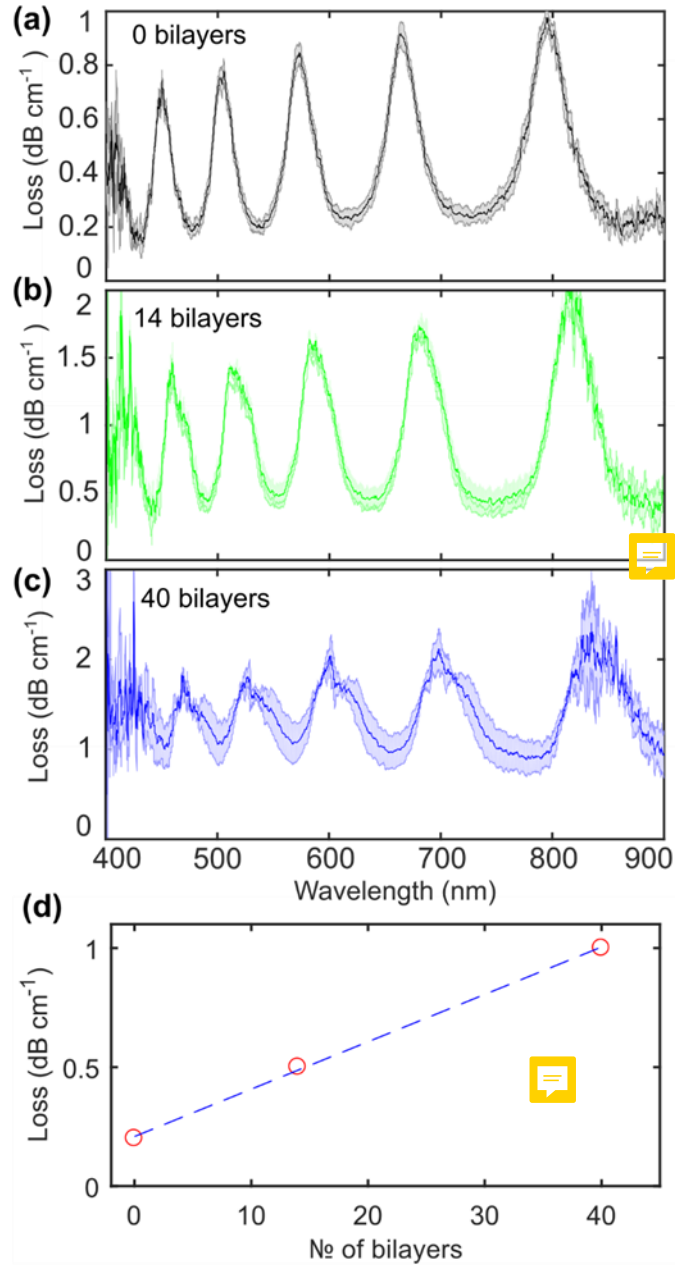 (a)
0 bilayers
1
0.8
0.6
0.4
0.2
0
Loss (dB cm⁻¹)
(b)
14 bilayers
2
1.5
1
0.5
0
Loss (dB cm⁻¹)
(c)
40 bilayers
3
2
1
0
Loss (dB cm⁻¹)
400 500 600 700 800 900
Wavelength (nm)
(d)
1
0.5
0
Loss (dB cm⁻¹)
0 10 20 30 40
№ of bilayers